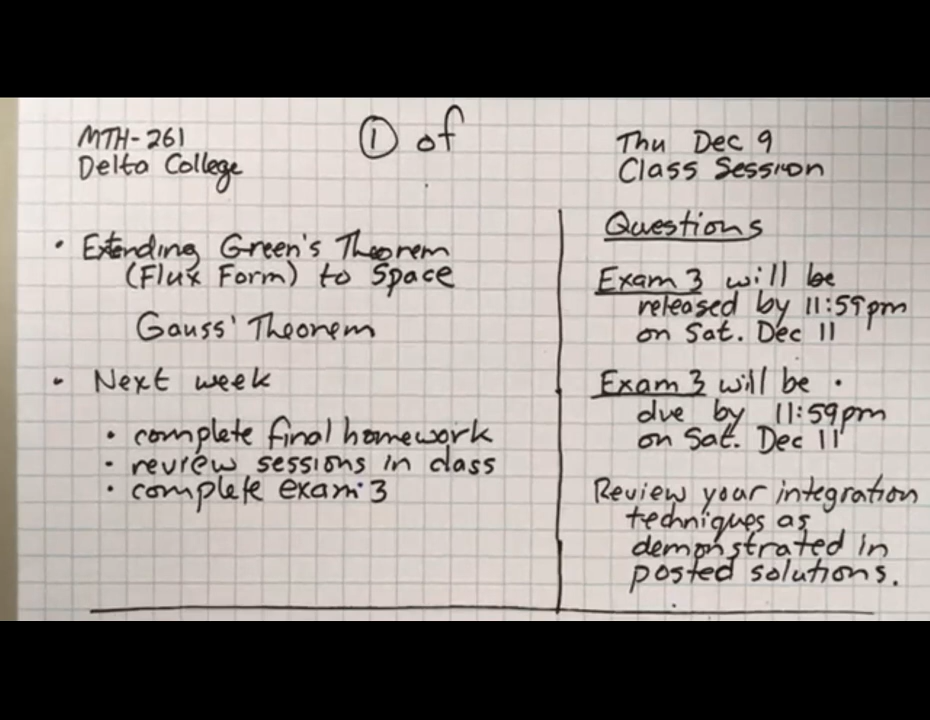 MTH-261
Delta College
① of
Thu Dec 9
Class Session
• Extending Green's Theorem
(Flux Form) to Space
Gauss' Theorem
• Next week
• complete final homework
• review sessions in class
• complete exam 3
Questions
Exam 3 will be
released by 11:59pm
on Sat. Dec 11
Exam 3 will be
due by 11:59pm
on Sat. Dec 11
Review your integration
techniques as
demonstrated in
posted solutions.